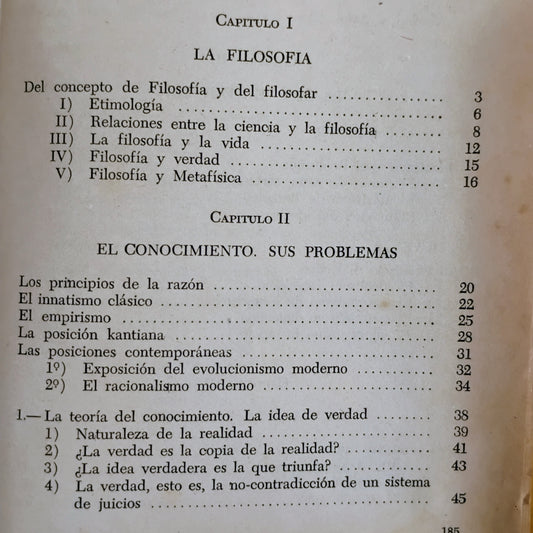 CAPITULO I
LA FILOSOFIA
Del concepto de Filosofía y del filosofar ................ 3
I) Etimología ................ 6
II) Relaciones entre la ciencia y la filosofía ................ 8
III) La filosofía y la vida ................ 12
IV) Filosofía y verdad ................ 15
V) Filosofía y Metafísica ................ 16
CAPITULO II
EL CONOCIMIENTO. SUS PROBLEMAS
Los principios de la razón ................ 20
El innatismo clásico ................ 22
El empirismo ................ 25
La posición kantiana ................ 28
Las posiciones contemporáneas ................ 31
1º) Exposición del evolucionismo moderno ................ 32
2º) El racionalismo moderno ................ 34
1.— La teoría del conocimiento. La idea de verdad ........ 38
1) Naturaleza de la realidad ................ 39
2) ¿La verdad es la copia de la realidad? ................ 41
3) ¿La idea verdadera es la que triunfa? ................ 43
4) La verdad, esto es, la no-contradicción de un sistema
de juicios ................ 45
185